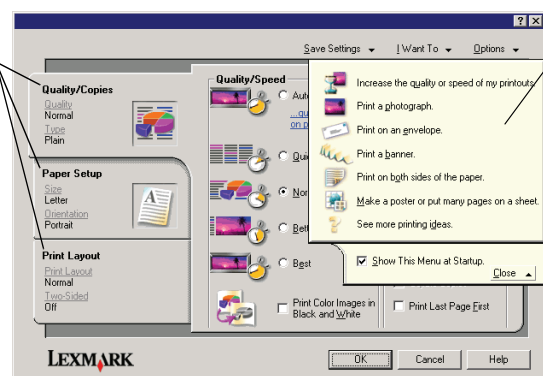 Save Settings I Want To Options
Quality/Copies
Quality
Normal
Type
Plain
Paper Setup
Size
Letter
Orientation
Portrait
Print Layout
Print Layout
Normal
Two-Sided
Off
Quality/Speed
Best
Print Color Images in
Black and White
Increase the quality or speed of my printouts.
Print a photograph.
Print on an envelope.
Print a banner.
Print on both sides of the paper.
Make a poster or put many pages on a sheet.
See more printing ideas.
Show This Menu at Startup.
Close
Print Last Page First
LEXMARK
OK Cancel Help